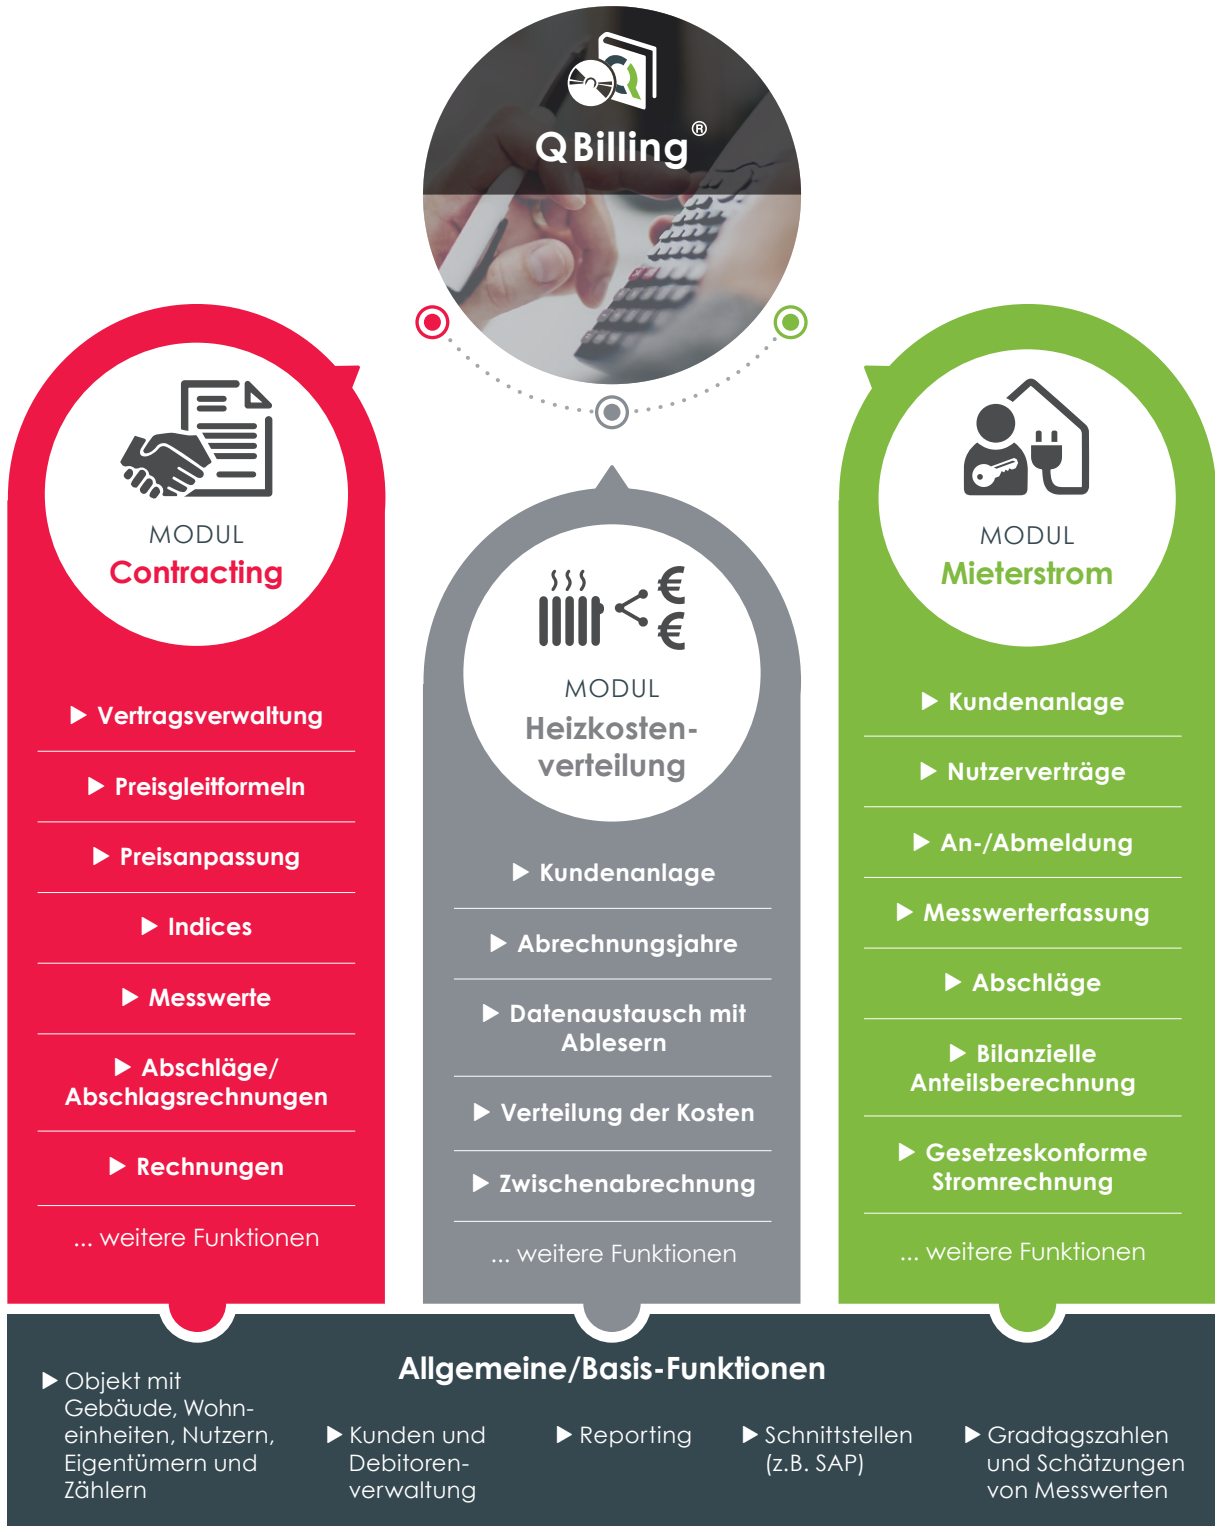 QBilling®
MODUL
Contracting
▶ Vertragsverwaltung
▶ Preisgleitformeln
▶ Preisanpassung
▶ Indices
▶ Messwerte
▶ Abschläge/
Abschlagsrechnungen
▶ Rechnungen
... weitere Funktionen
MODUL
Heizkosten-
verteilung
▶ Kundenanlage
▶ Abrechnungsjahre
▶ Datenaustausch mit
Ablesern
▶ Verteilung der Kosten
▶ Zwischenabrechnung
... weitere Funktionen
MODUL
Mieterstrom
▶ Kundenanlage
▶ Nutzerverträge
▶ An-/Abmeldung
▶ Messwerterfassung
▶ Abschläge
▶ Bilanzielle
Anteilsberechnung
▶ Gesetzeskonforme
Stromrechnung
... weitere Funktionen
Allgemeine/Basis-Funktionen
▶ Objekt mit
Gebäude, Wohn-
einheiten, Nutzern,
Eigentümern und
Zählern
▶ Kunden und
Debitoren-
verwaltung
▶ Reporting
▶ Schnittstellen
(z.B. SAP)
▶ Gradtagszahlen
und Schätzungen
von Messwerten